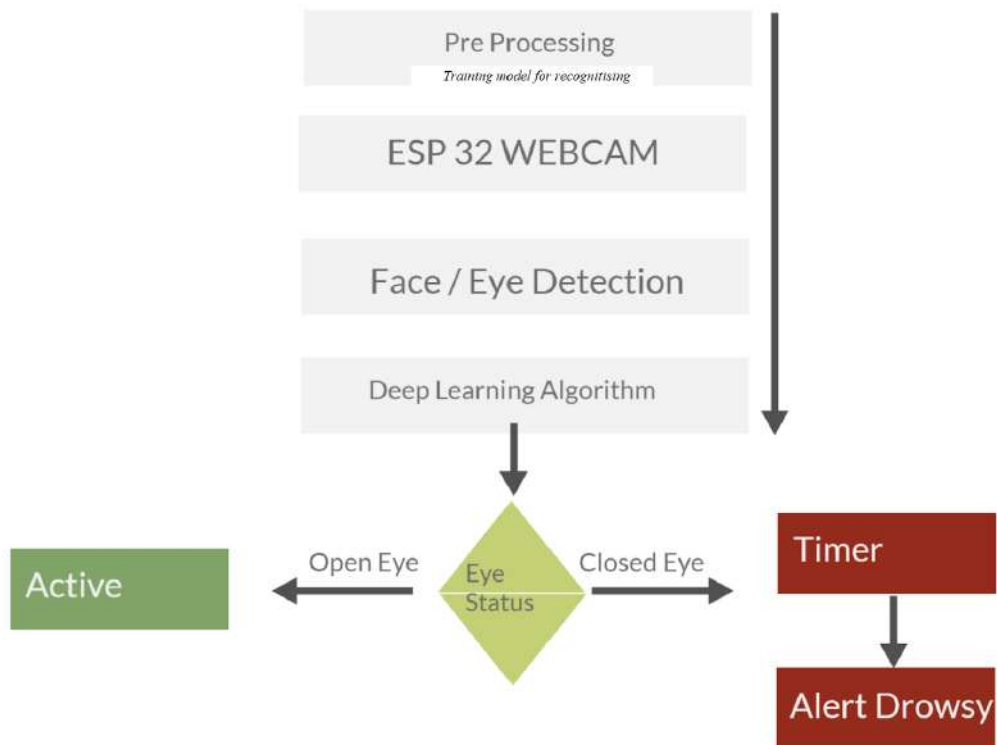 Pre Processing
Training model for recognitising
ESP 32 WEBCAM
Face / Eye Detection
Deep Learning Algorithm
Open Eye
Eye
Status
Closed Eye
Active
Timer
Alert Drowsy